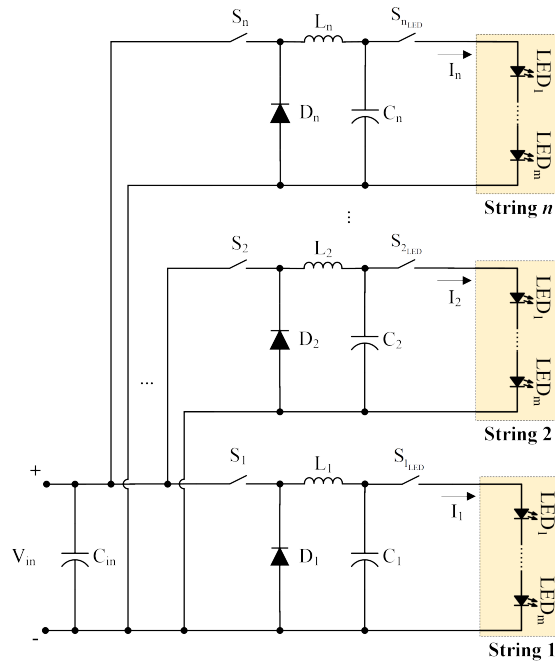 Sn
Ln
SnLED
In
Dn
Cn
LED1
LEDm
String n
...
S2
L2
S2LED
I2
D2
C2
LED1
LEDm
String 2
...
S1
L1
S1LED
I1
+
Vin
Cin
-
D1
C1
LED1
LEDm
String 1